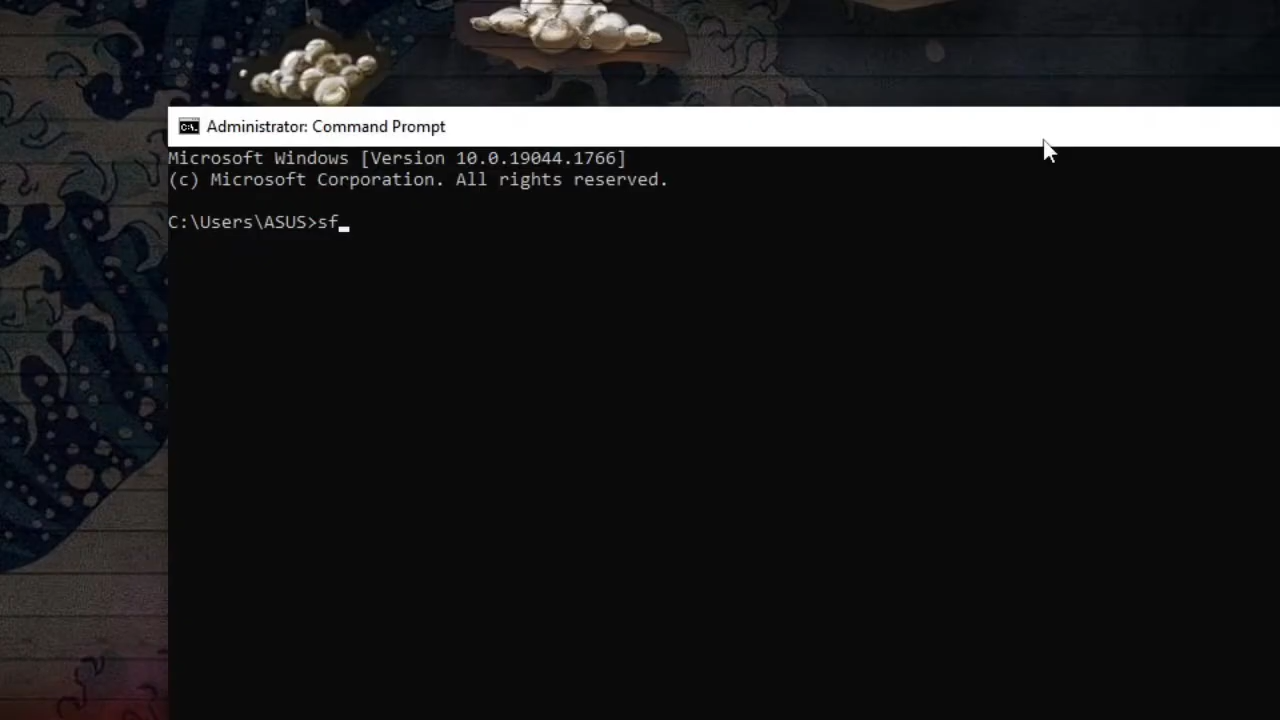 Administrator: Command Prompt
Microsoft Windows [Version 10.0.19044.1766]
(c) Microsoft Corporation. All rights reserved.
C:\Users\ASUS>sf